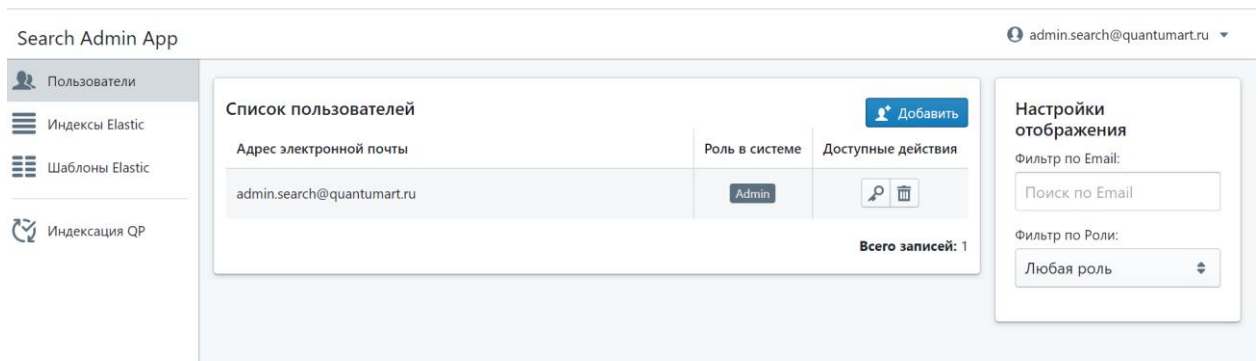 Search Admin App
admin.search@quantumart.ru
Пользователи
Индексы Elastic
Шаблоны Elastic
Индексация QP
Список пользователей
Добавить
Адрес электронной почты
Роль в системе
Доступные действия
admin.search@quantumart.ru
Admin
Всего записей: 1
Настройки
отображения
Фильтр по Email:
Поиск по Email
Фильтр по Роли:
Любая роль